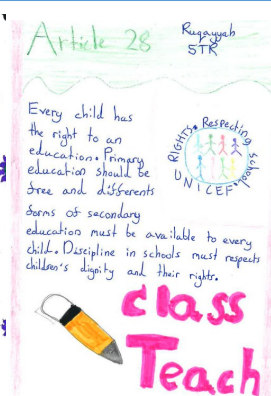 Article 28
Ruqayyah
5TR
Every child has
the right to an
education. Primary
education should be
free and differents
forms of secondary
education must be available to every
child. Discipline in schools must respects
children's dignity and their rights.
RIGHTS Respecting School.
UNICEF
class
Teach